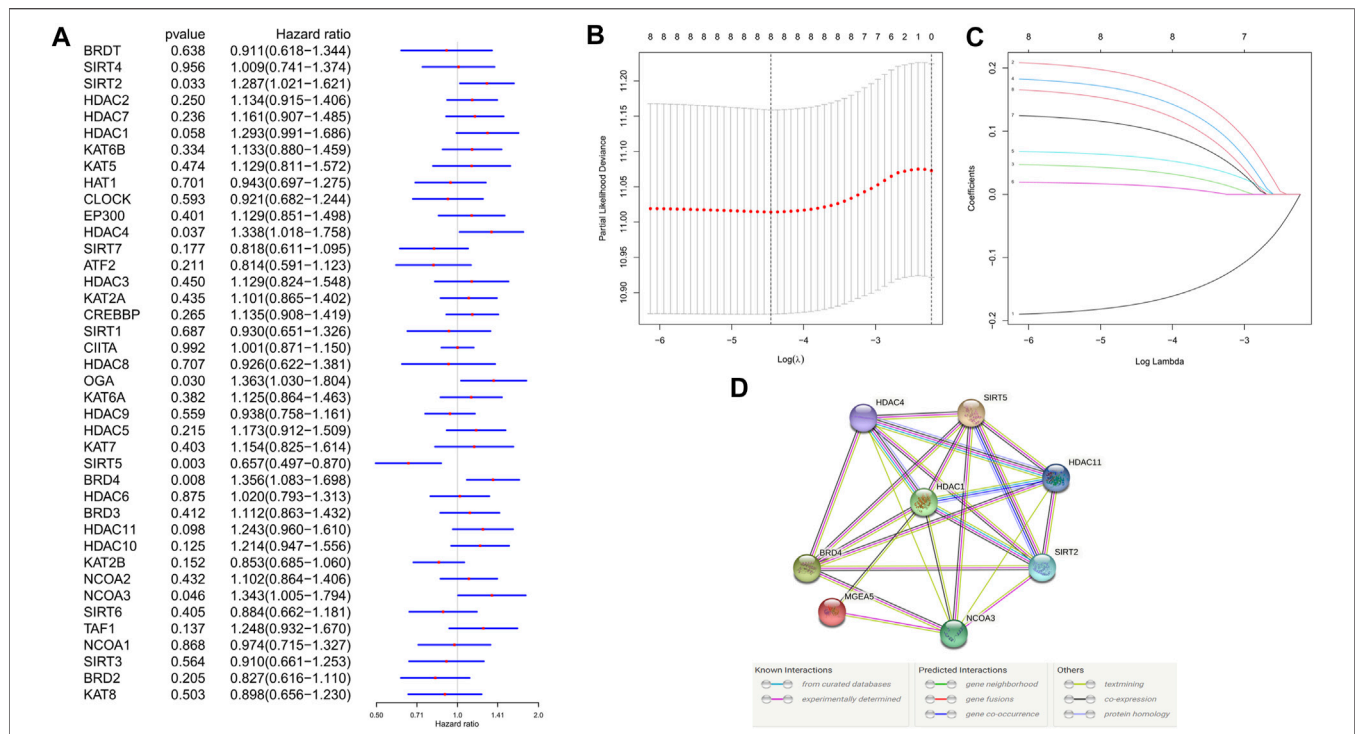 A
pvalue Hazard ratio
BRDT 0.638 0.911(0.618−1.344)
SIRT4 0.956 1.009(0.741−1.374)
SIRT2 0.033 1.287(1.021−1.621)
HDAC2 0.250 1.134(0.915−1.406)
HDAC7 0.236 1.161(0.907−1.485)
HDAC1 0.058 1.293(0.991−1.686)
KAT6B 0.334 1.133(0.880−1.459)
KAT5 0.474 1.129(0.811−1.572)
HAT1 0.701 0.943(0.697−1.275)
CLOCK 0.593 0.921(0.682−1.244)
EP300 0.401 1.129(0.851−1.498)
HDAC4 0.037 1.338(1.018−1.758)
SIRT7 0.177 0.818(0.611−1.095)
ATF2 0.211 0.814(0.591−1.123)
HDAC3 0.450 1.129(0.824−1.548)
KAT2A 0.435 1.101(0.865−1.402)
CREBBP 0.265 1.135(0.908−1.419)
SIRT1 0.687 0.930(0.651−1.326)
CIITA 0.992 1.001(0.871−1.150)
HDAC8 0.707 0.926(0.622−1.381)
OGA 0.030 1.363(1.030−1.804)
KAT6A 0.382 1.125(0.864−1.463)
HDAC9 0.559 0.938(0.758−1.161)
HDAC5 0.215 1.173(0.912−1.509)
KAT7 0.403 1.154(0.825−1.614)
SIRT5 0.003 0.657(0.497−0.870)
BRD4 0.008 1.356(1.083−1.698)
HDAC6 0.875 1.020(0.793−1.313)
BRD3 0.412 1.112(0.863−1.432)
HDAC11 0.098 1.243(0.960−1.610)
HDAC10 0.125 1.214(0.947−1.556)
KAT2B 0.152 0.853(0.685−1.060)
NCOA2 0.432 1.102(0.864−1.406)
NCOA3 0.046 1.343(1.005−1.794)
SIRT6 0.405 0.884(0.662−1.181)
TAF1 0.137 1.248(0.932−1.670)
NCOA1 0.868 0.974(0.715−1.327)
SIRT3 0.564 0.910(0.661−1.253)
BRD2 0.205 0.827(0.616−1.110)
KAT8 0.503 0.898(0.656−1.230)
0.50 0.71 1.0 1.41 2.0
Hazard ratio
B
8 8 8 8 8 8 8 8 8 8 8 8 8 8 8 7 7 6 6 2 1 0
Partial Likelihood Deviance
11.20
11.15
11.10
11.05
11.00
10.95
10.90
−6 −5 −4 −3
Log(λ)
C
8 8 8 7
Coefficients
0.2
0.1
0.0
−0.1
−0.2
2
4
8
7
5
3
6
1
−6 −5 −4 −3
Log Lambda
D
HDAC4
SIRT5
HDAC11
HDAC1
BRD4
SIRT2
MGEA5
NCOA3
Known Interactions
from curated databases
experimentally determined
Predicted Interactions
gene neighborhood
gene fusions
gene co-occurrence
Others
textmining
co-expression
protein homology